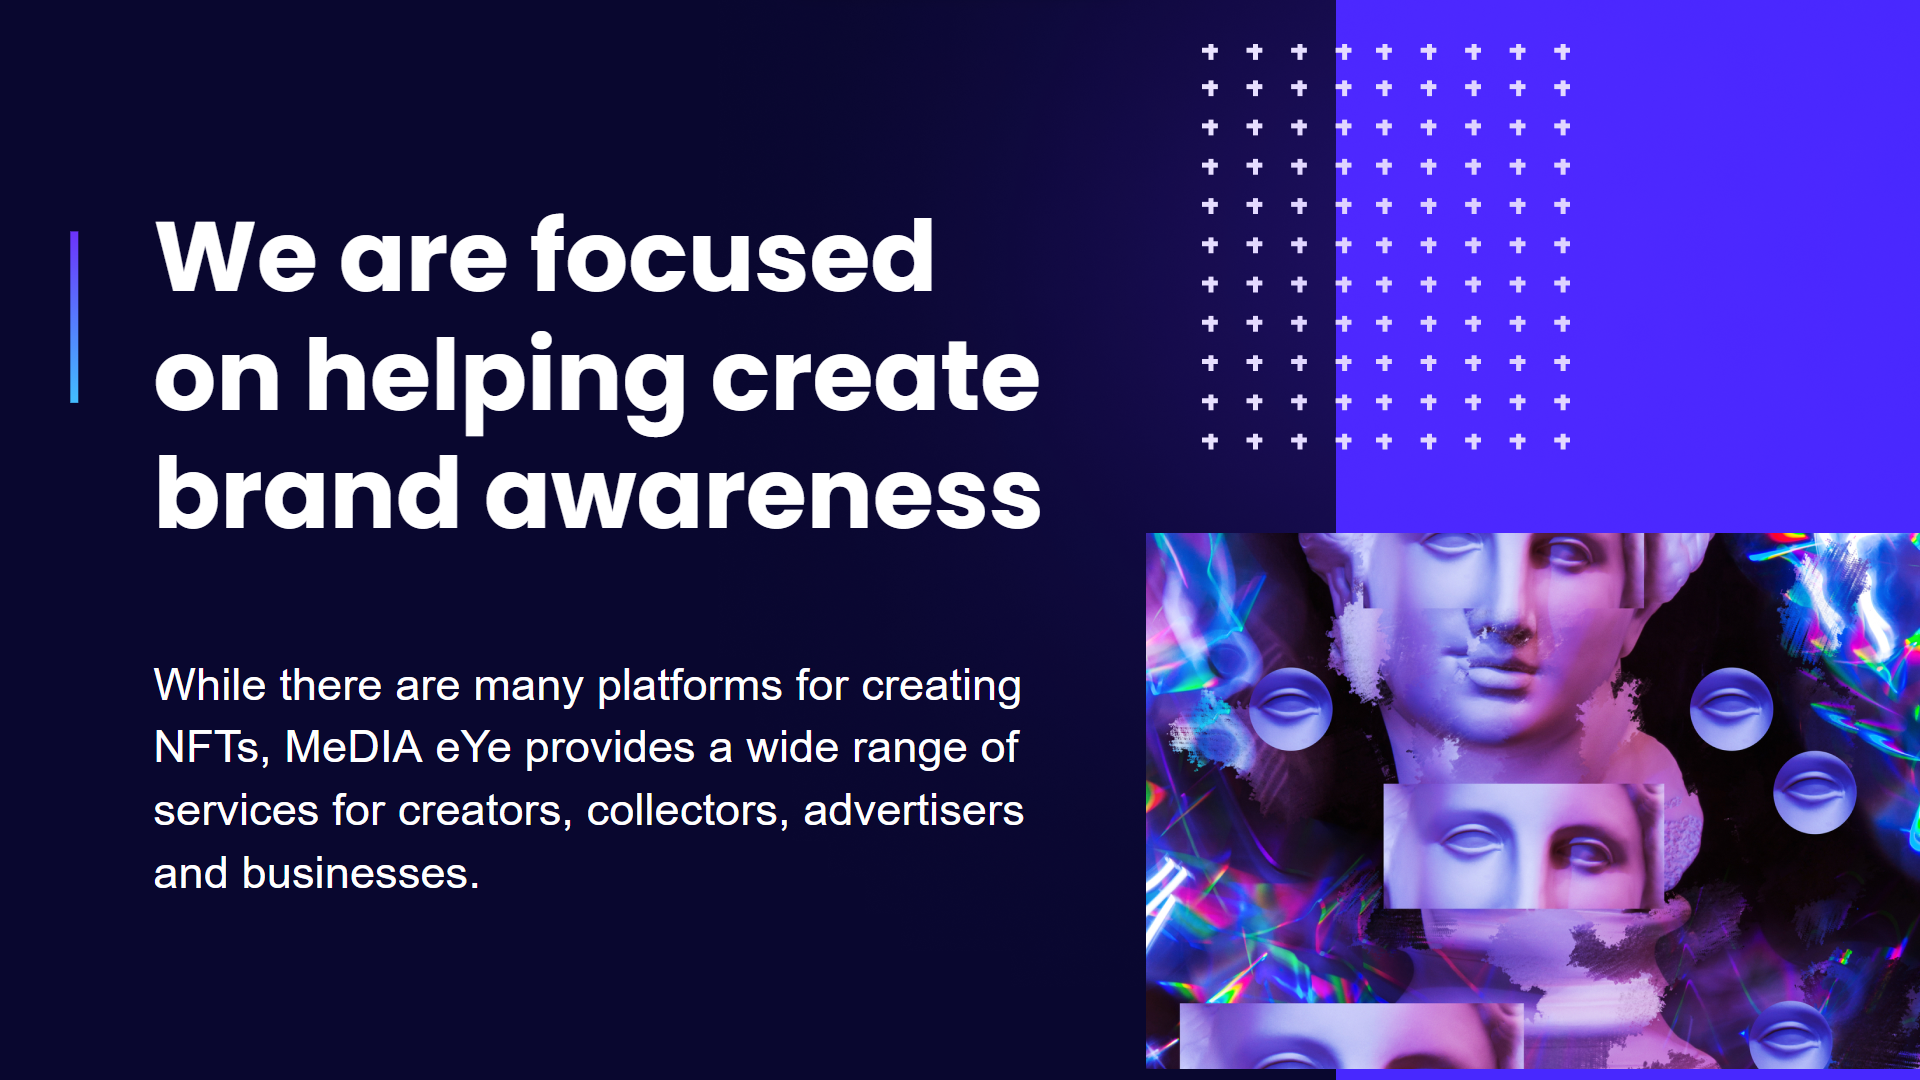 We are focused
on helping create
brand awareness
While there are many platforms for creating
NFTs, MeDIA eYe provides a wide range of
services for creators, collectors, advertisers
and businesses.